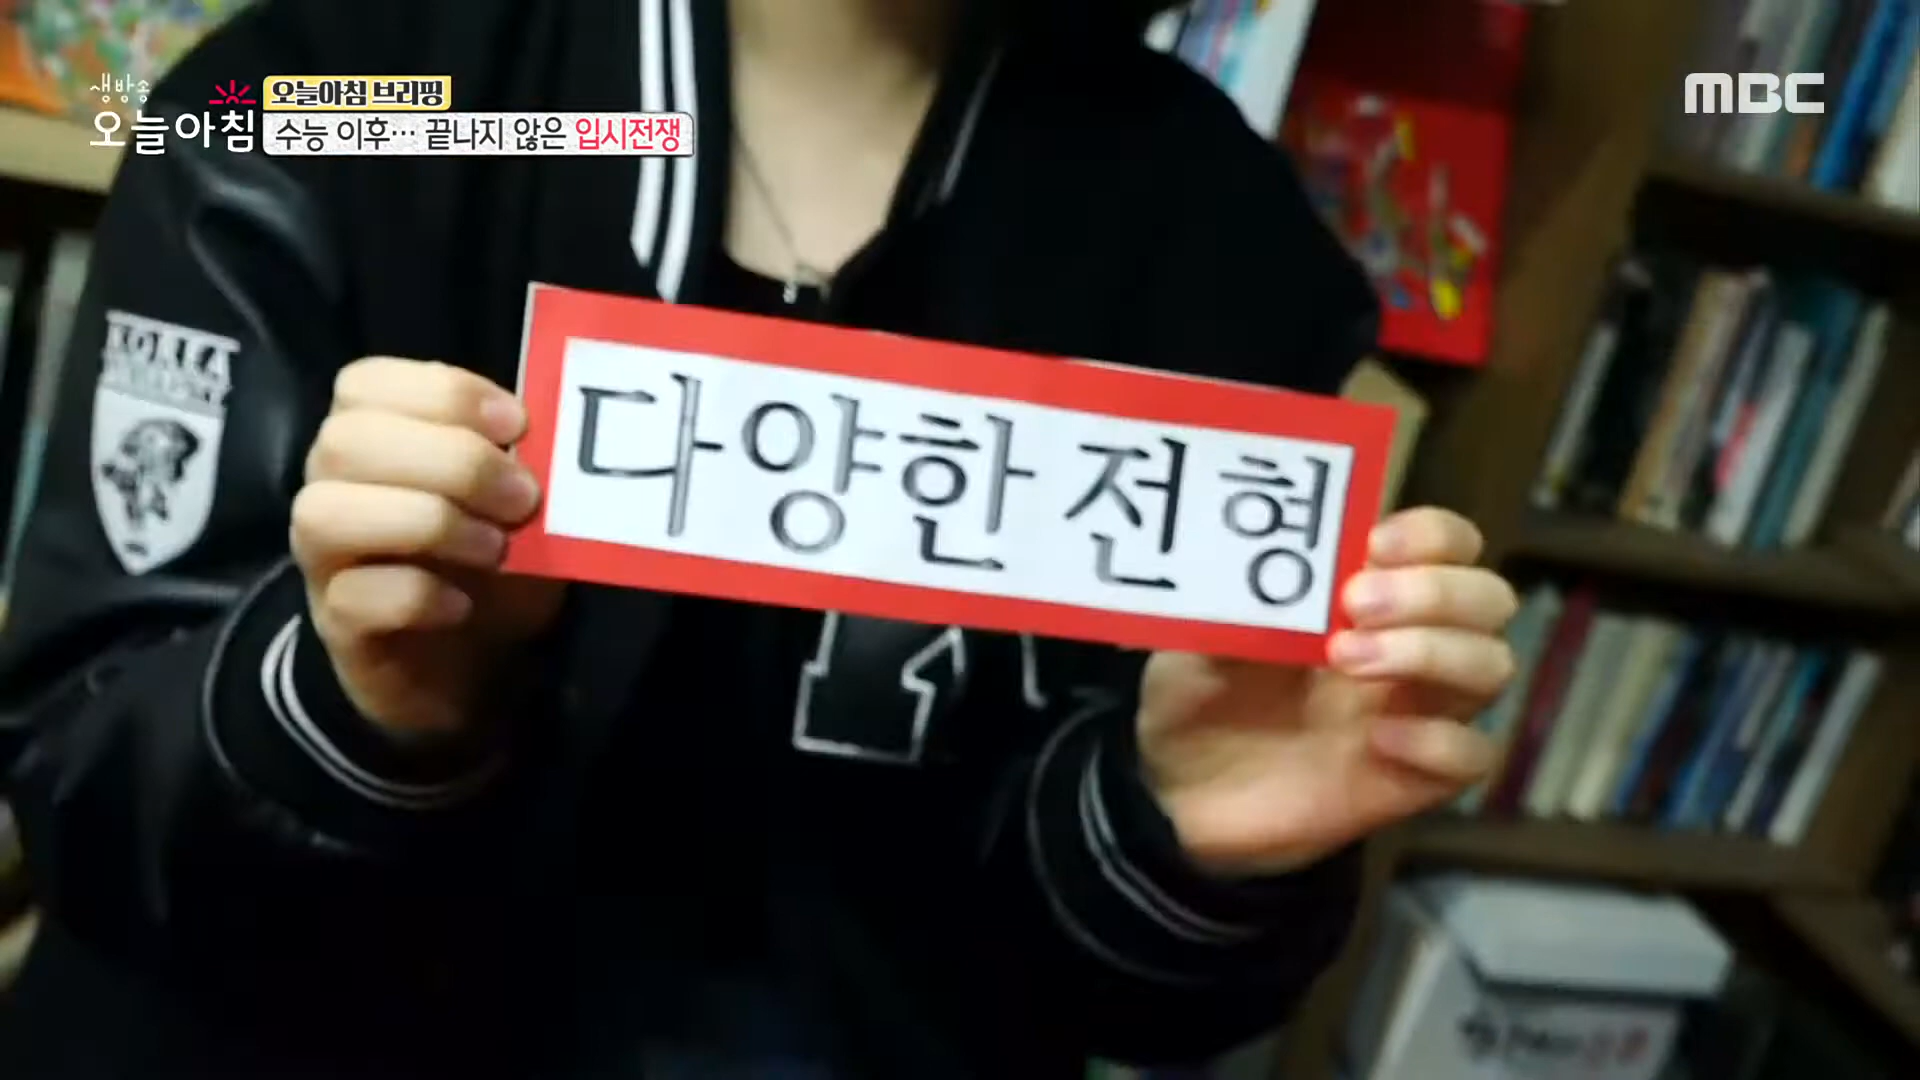 생방송
오늘아침
오늘아침 브리핑
수능 이후… 끝나지 않은 입시전쟁
MBC
다양한 전형